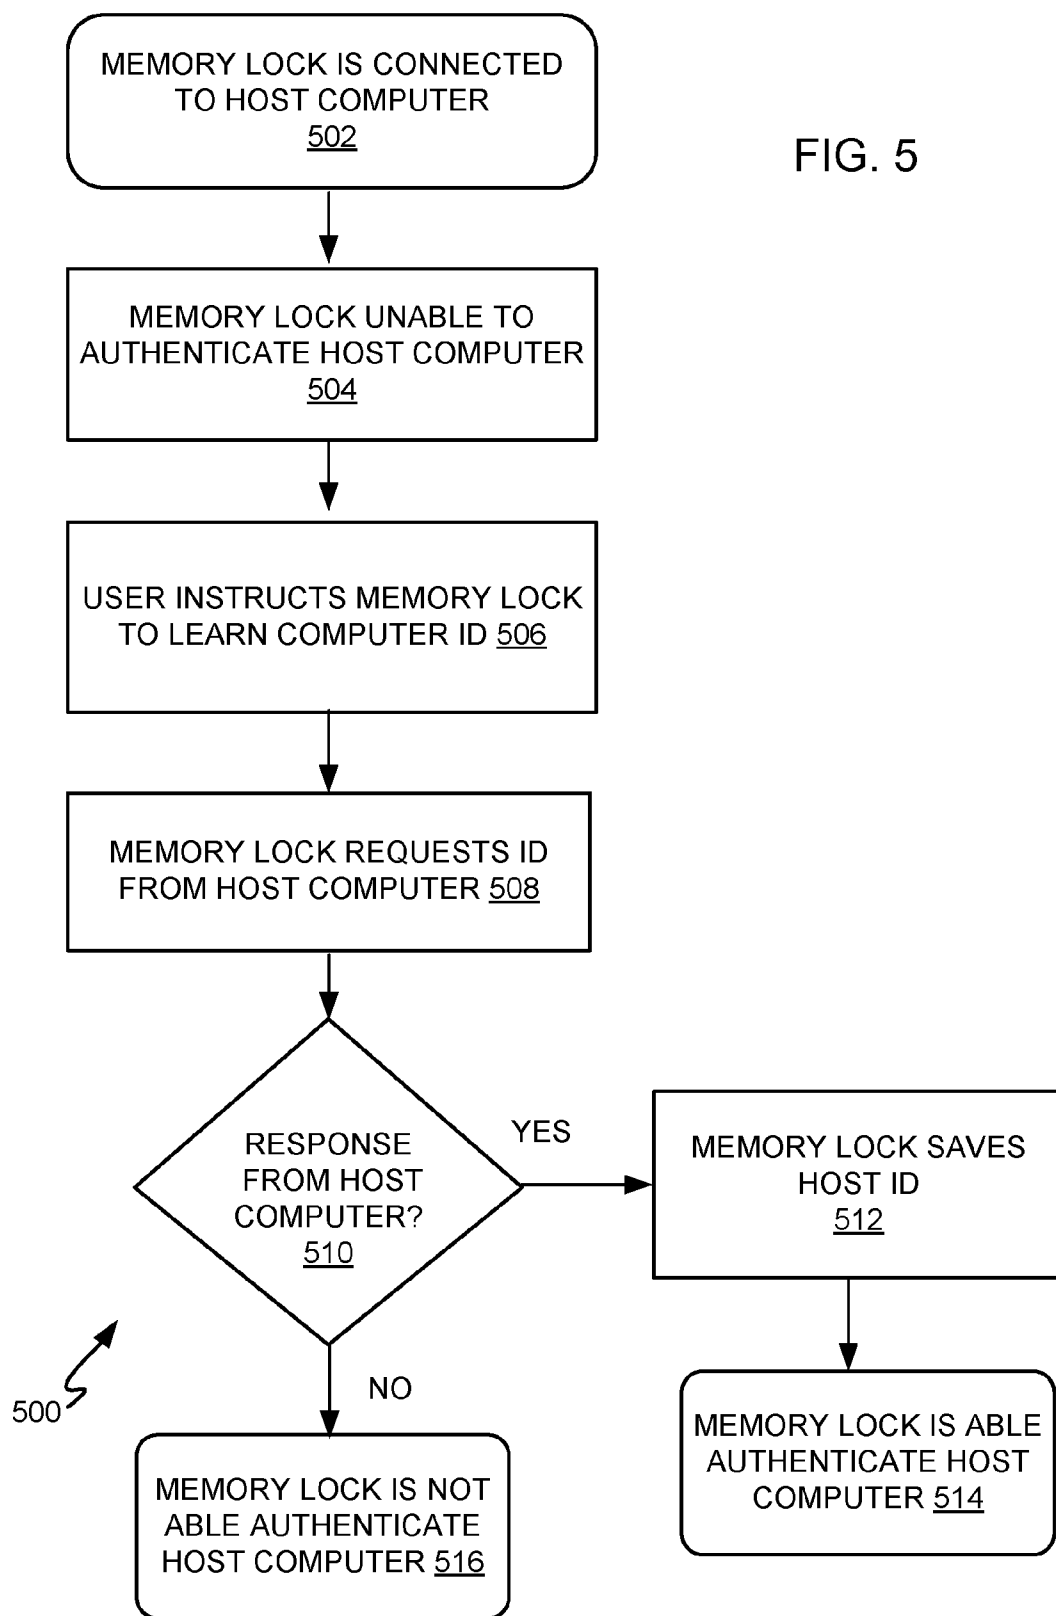 MEMORY LOCK IS CONNECTED
TO HOST COMPUTER
502
FIG. 5
MEMORY LOCK UNABLE TO
AUTHENTICATE HOST COMPUTER
504
USER INSTRUCTS MEMORY LOCK
TO LEARN COMPUTER ID 506
MEMORY LOCK REQUESTS ID
FROM HOST COMPUTER 508
RESPONSE
FROM HOST
COMPUTER?
510
YES
MEMORY LOCK SAVES
HOST ID
512
NO
500
MEMORY LOCK IS ABLE
AUTHENTICATE HOST
COMPUTER 514
MEMORY LOCK IS NOT
ABLE AUTHENTICATE
HOST COMPUTER 516